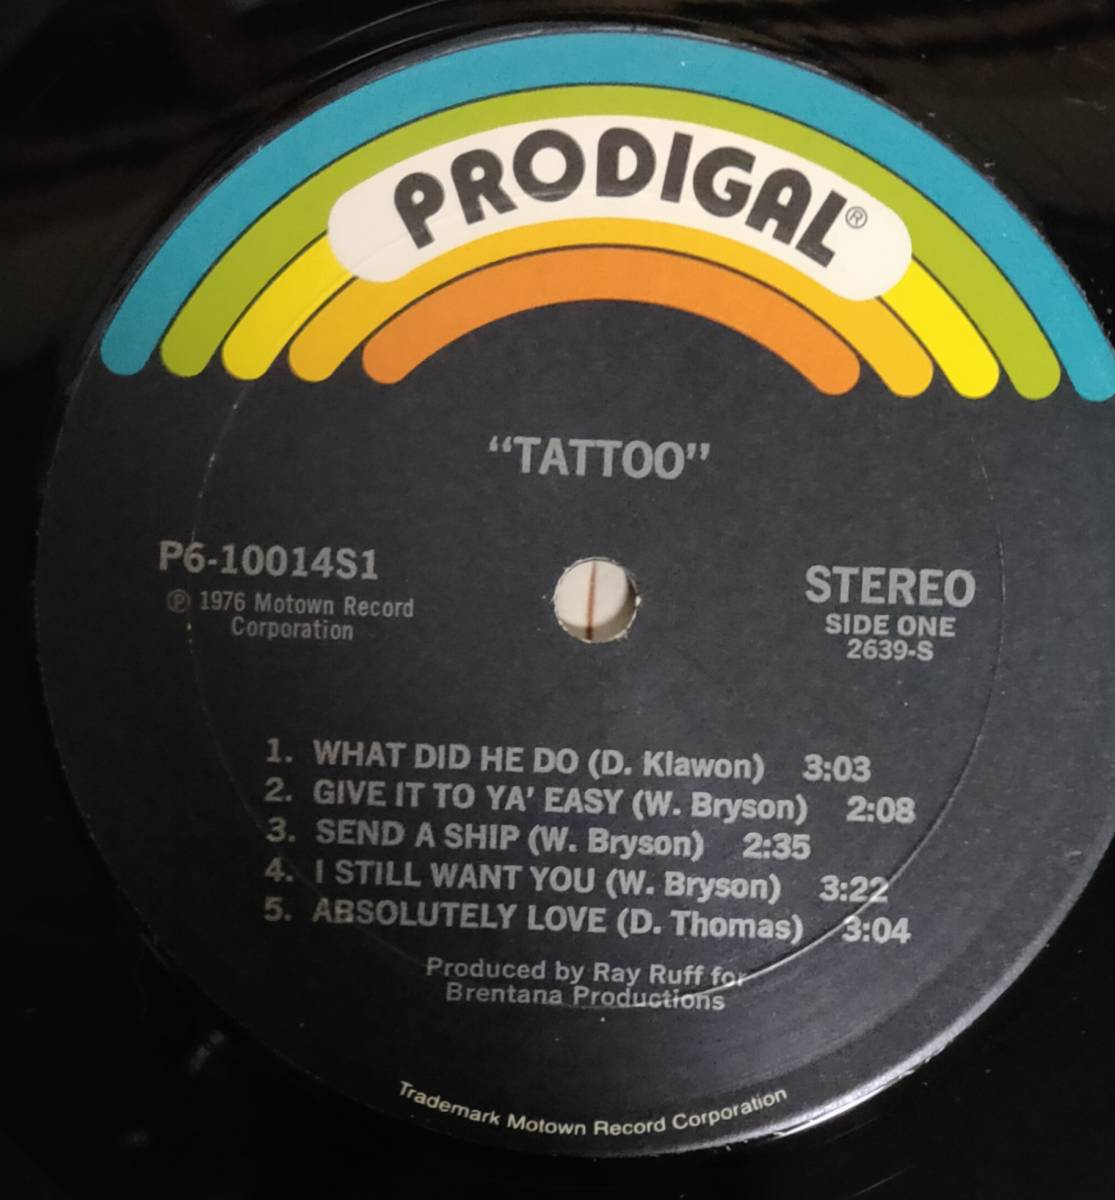 PRODIGAL®
“TATTOO”
P6-10014S1
℗ 1976 Motown Record
Corporation
STEREO
SIDE ONE
2639-S
1. WHAT DID HE DO (D. Klawon) 3:03
2. GIVE IT TO YA' EASY (W. Bryson) 2:08
3. SEND A SHIP (W. Bryson) 2:35
4. I STILL WANT YOU (W. Bryson) 3:22
5. ABSOLUTELY LOVE (D. Thomas) 3:04
Produced by Ray Ruff for
Brentana Productions
Trademark Motown Record Corporation